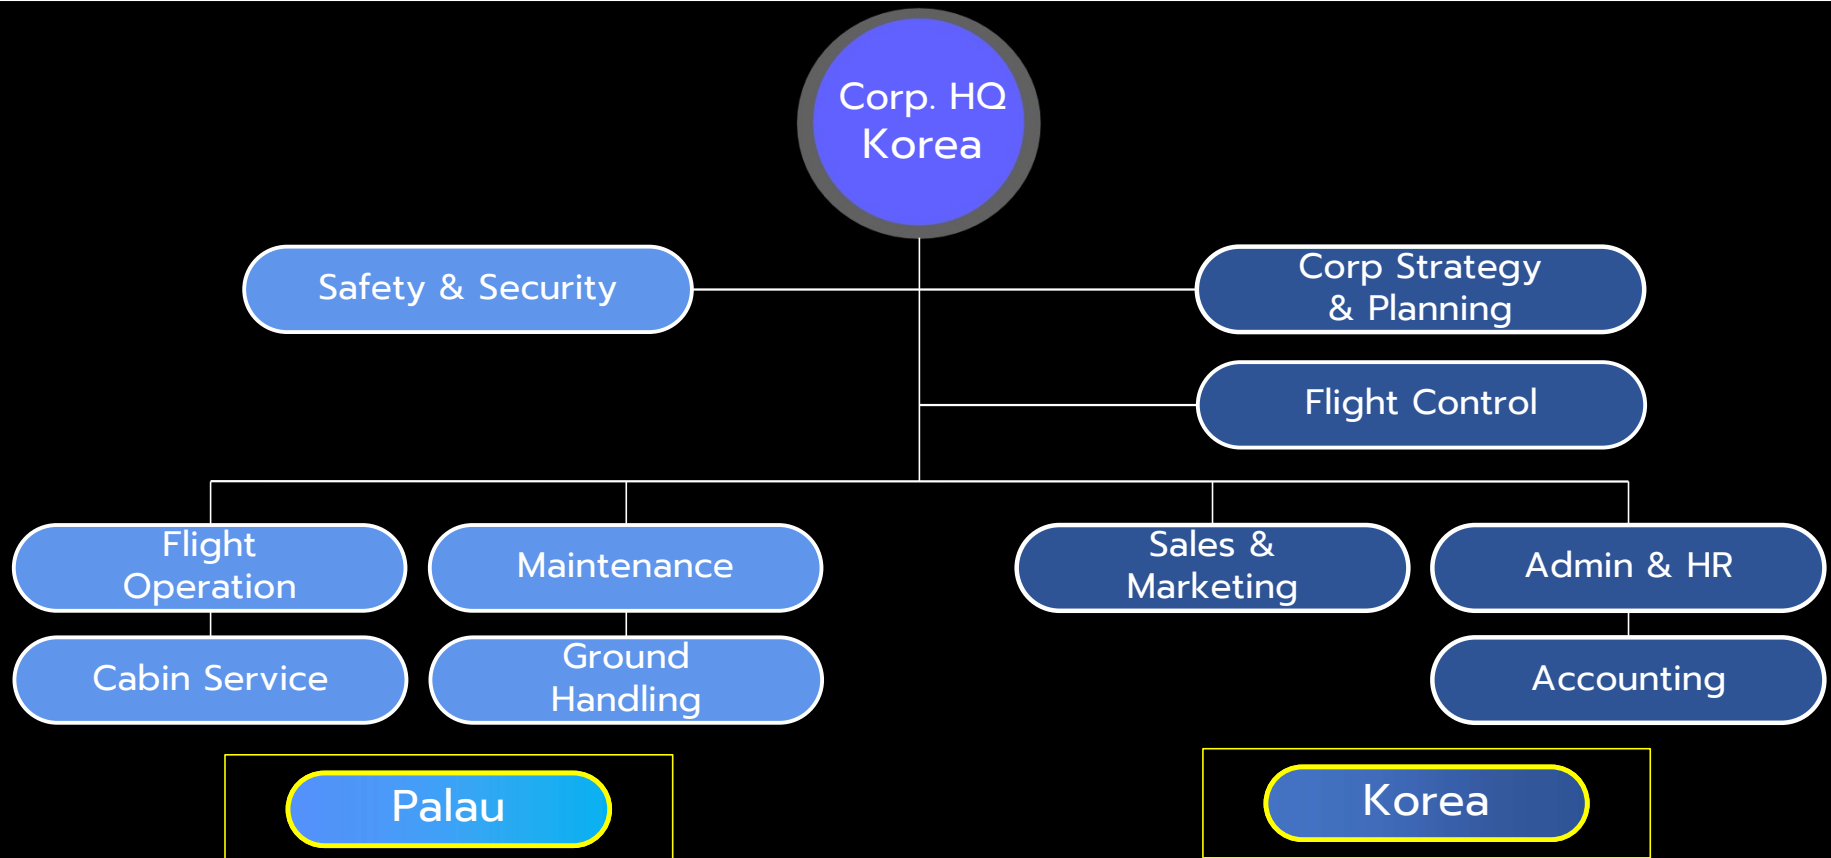 Corp. HQ
Korea
Safety & Security
Corp Strategy
& Planning
Flight Control
Flight
Operation
Maintenance
Sales &
Marketing
Admin & HR
Cabin Service
Ground
Handling
Accounting
Palau
Korea